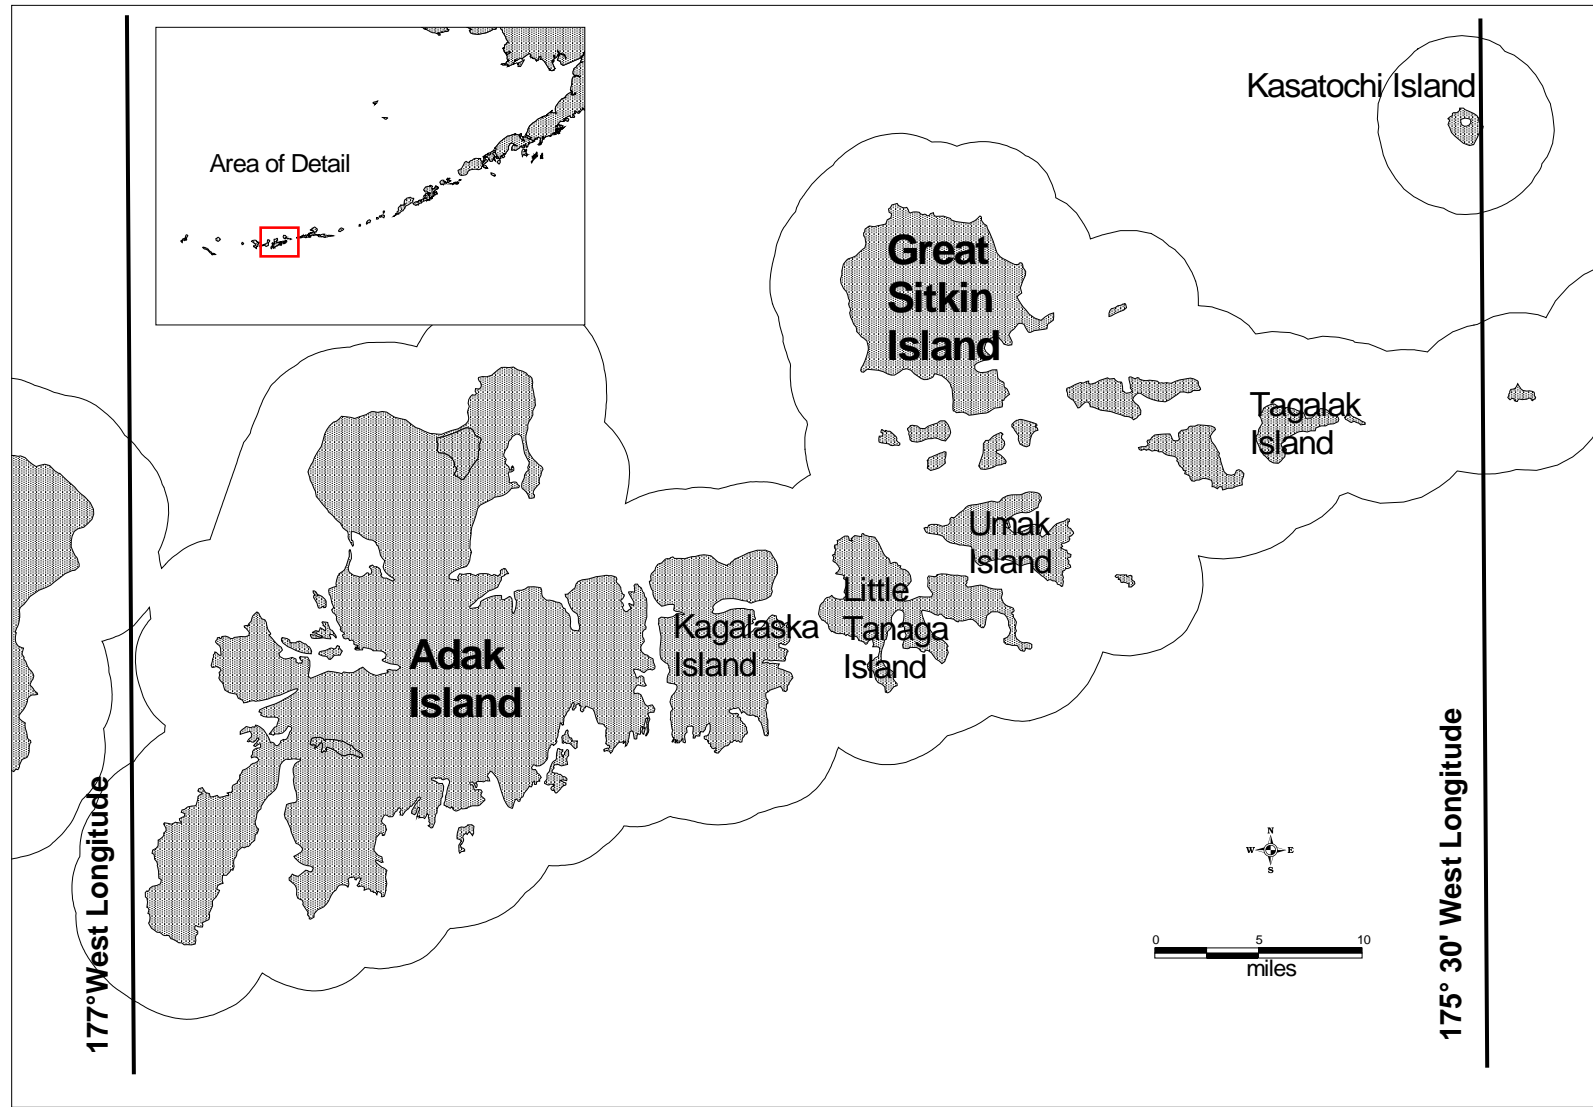 Kasatochi Island
Area of Detail
Great
Sitkin
Island
Tagalak
Island
Umak
Island
Little
Tanaga
Island
Kagalaska
Island
Adak
Island
177°West Longitude
175° 30' West Longitude
N
W E
S
0 5 10
miles